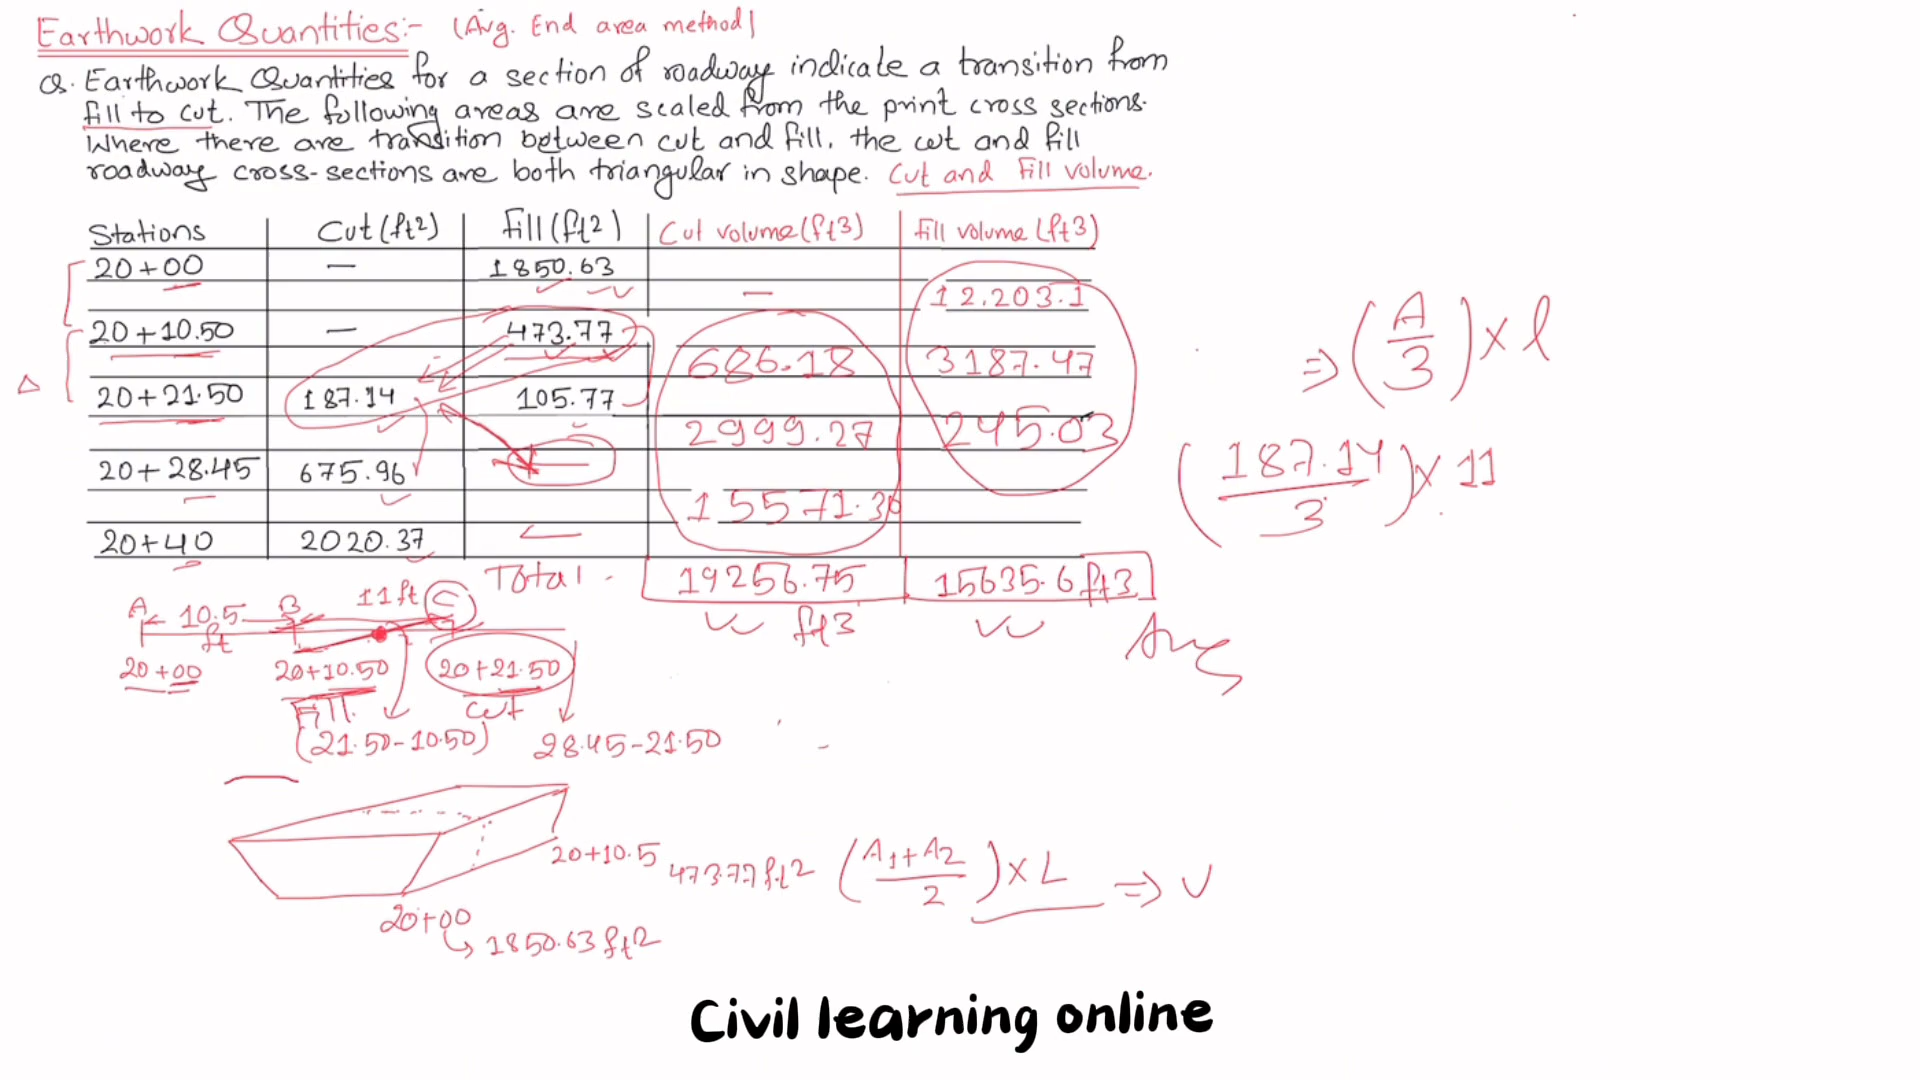 Earthwork Quantities:- (Avg. End area method)
Q. Earthwork Quantities for a section of roadway indicate a transition from
fill to cut. The following areas are scaled from the print cross sections.
Where there are transition between cut and fill, the cut and fill
roadway cross-sections are both triangular in shape. Cut and Fill volume.
Stations Cut (ft2) Fill (ft2) Cut volume (ft3) Fill volume (ft3)
20+00 — 1850.63
— 12.203.1
20+10.50 — 473.77
686.18 3187.47
Δ 20+21.50 187.14 105.77
2999.27 245.03
20+28.45 675.96 —
15571.30
20+40 2020.37 —
Total. 19256.75 15635.6 ft3
ft3 Ans
⇒ (A/3) × l
(187.14/3) × 11
A 10.5 ft B 11ft C
20+00 20+10.50 20+21.50
Fill. Cut
(21.50-10.50) 28.45-21.50
20+10.5 473.77 ft2 (A1+A2/2) × L ⇒ V
20+00
↳ 1850.63 ft2
Civil learning online